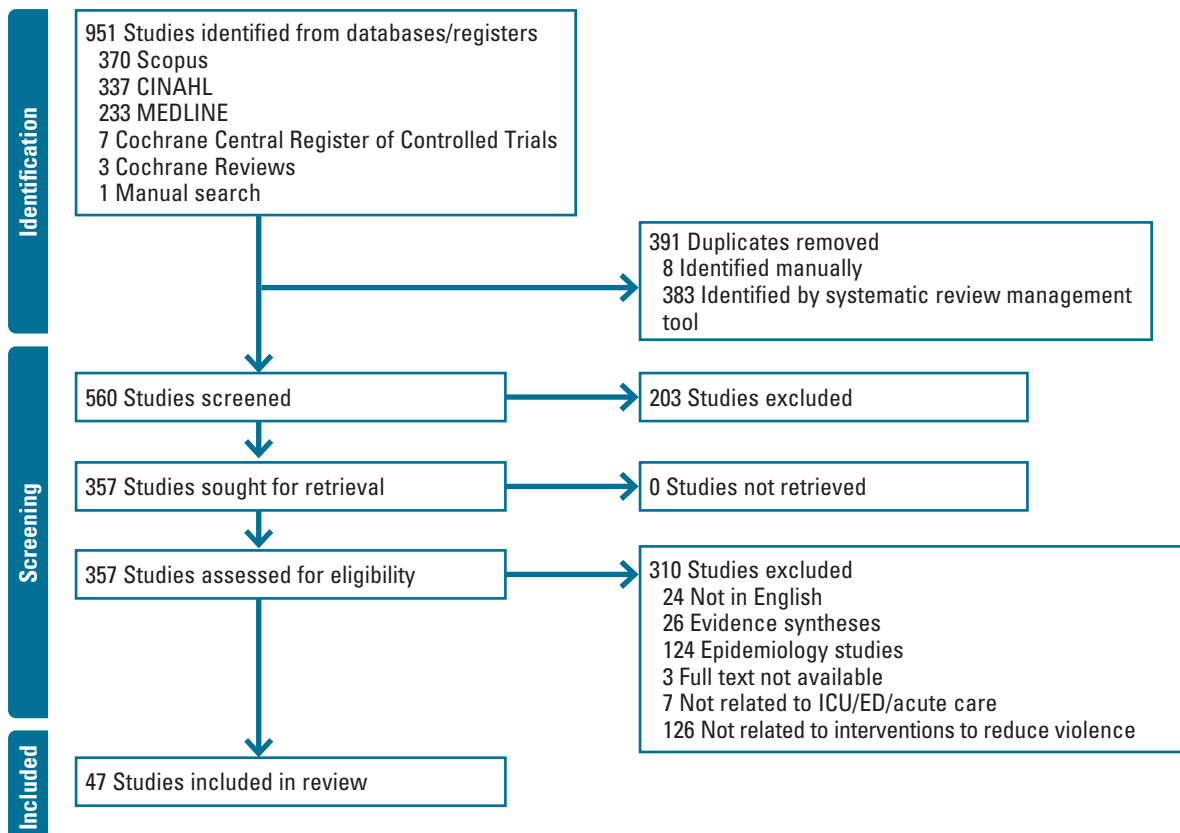 Identification
951 Studies identified from databases/registers
370 Scopus
337 CINAHL
233 MEDLINE
7 Cochrane Central Register of Controlled Trials
3 Cochrane Reviews
1 Manual search
391 Duplicates removed
8 Identified manually
383 Identified by systematic review management
tool
Screening
560 Studies screened
203 Studies excluded
357 Studies sought for retrieval
0 Studies not retrieved
357 Studies assessed for eligibility
310 Studies excluded
24 Not in English
26 Evidence syntheses
124 Epidemiology studies
3 Full text not available
7 Not related to ICU/ED/acute care
126 Not related to interventions to reduce violence
Included
47 Studies included in review